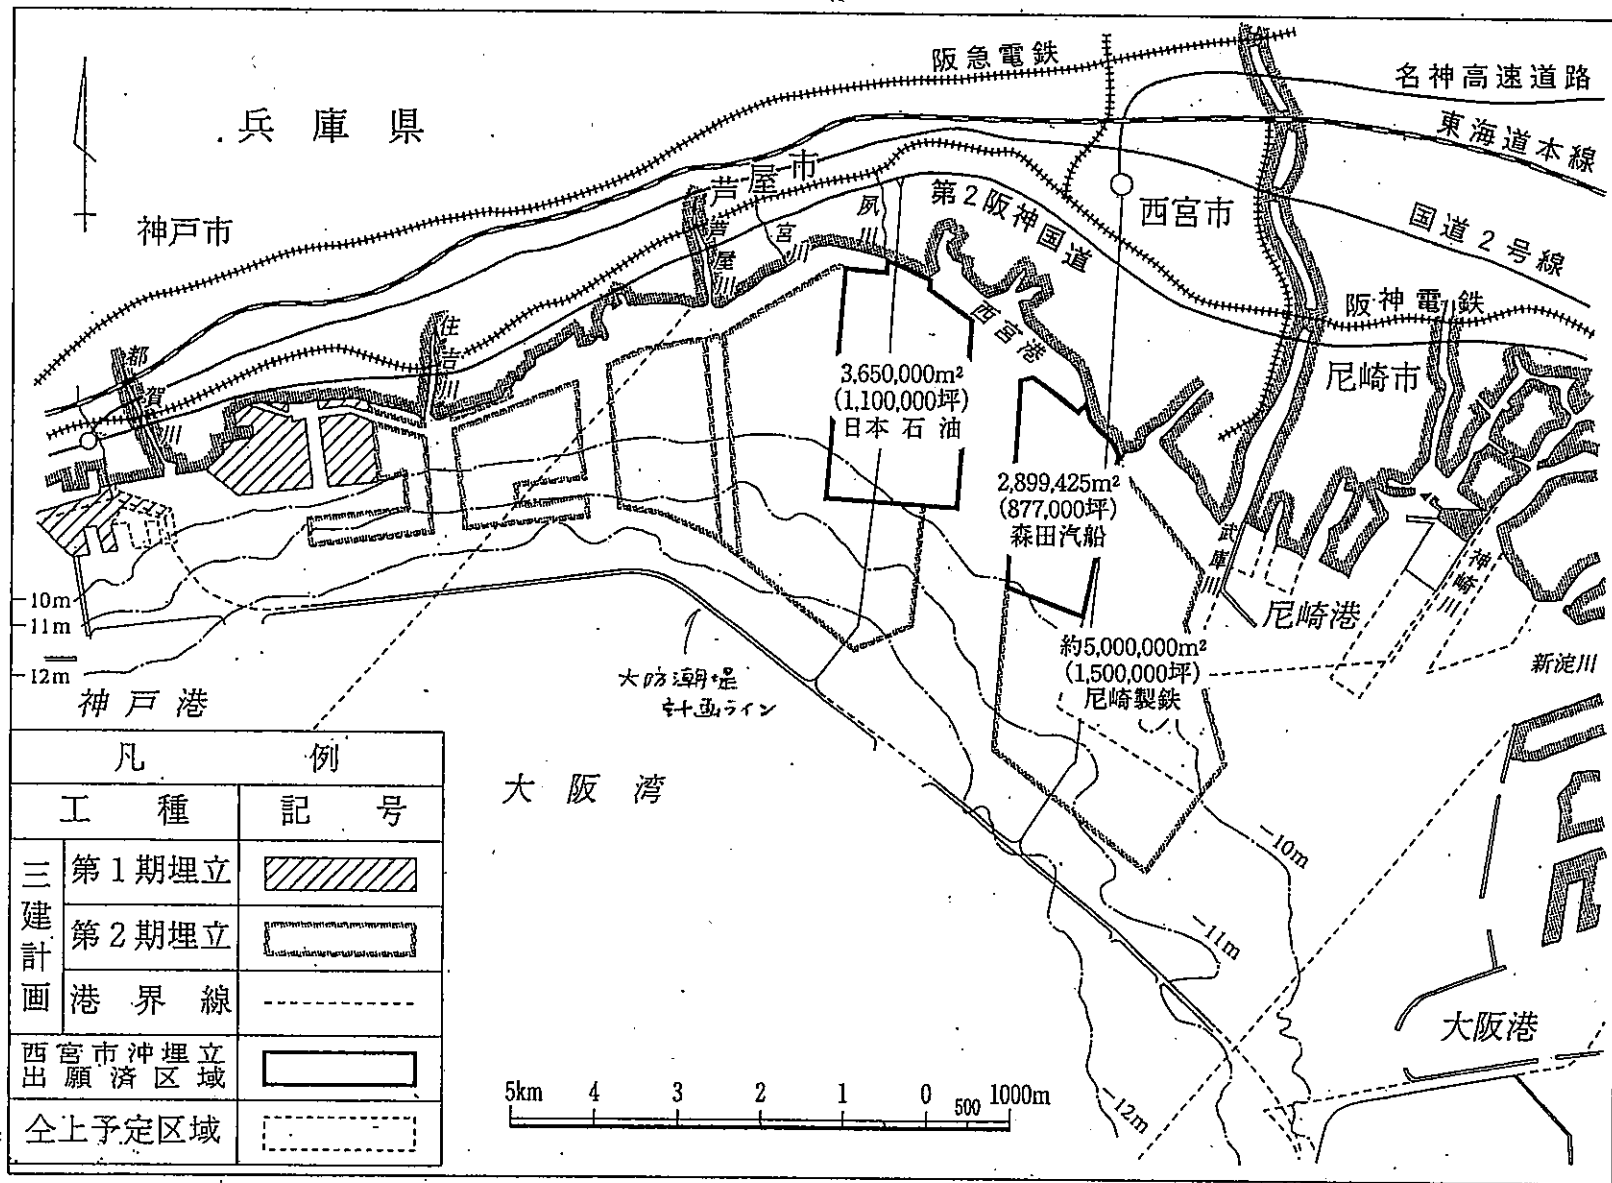 兵庫県
神戸市
芦屋市
西宮市
尼崎市
阪急電鉄
名神高速道路
東海道本線
国道2号線
阪神電鉄
第2阪神国道
都賀川
住吉川
芦屋川
宮川
夙川
西宮港
武庫川
神崎川
新淀川
尼崎港
神戸港
大阪港
大阪湾
3,650,000m²
(1,100,000坪)
日本石油
2,899,425m²
(877,000坪)
森田汽船
約5,000,000m²
(1,500,000坪)
尼崎製鉄
大防潮堤
計画ライン
-10m
-11m
-12m
-10m
-11m
-12m
凡例
工種
記号
三建計画
第1期埋立
第2期埋立
港界線
西宮市沖埋立
出願済区域
仝上予定区域
5km 4 3 2 1 0 500 1000m